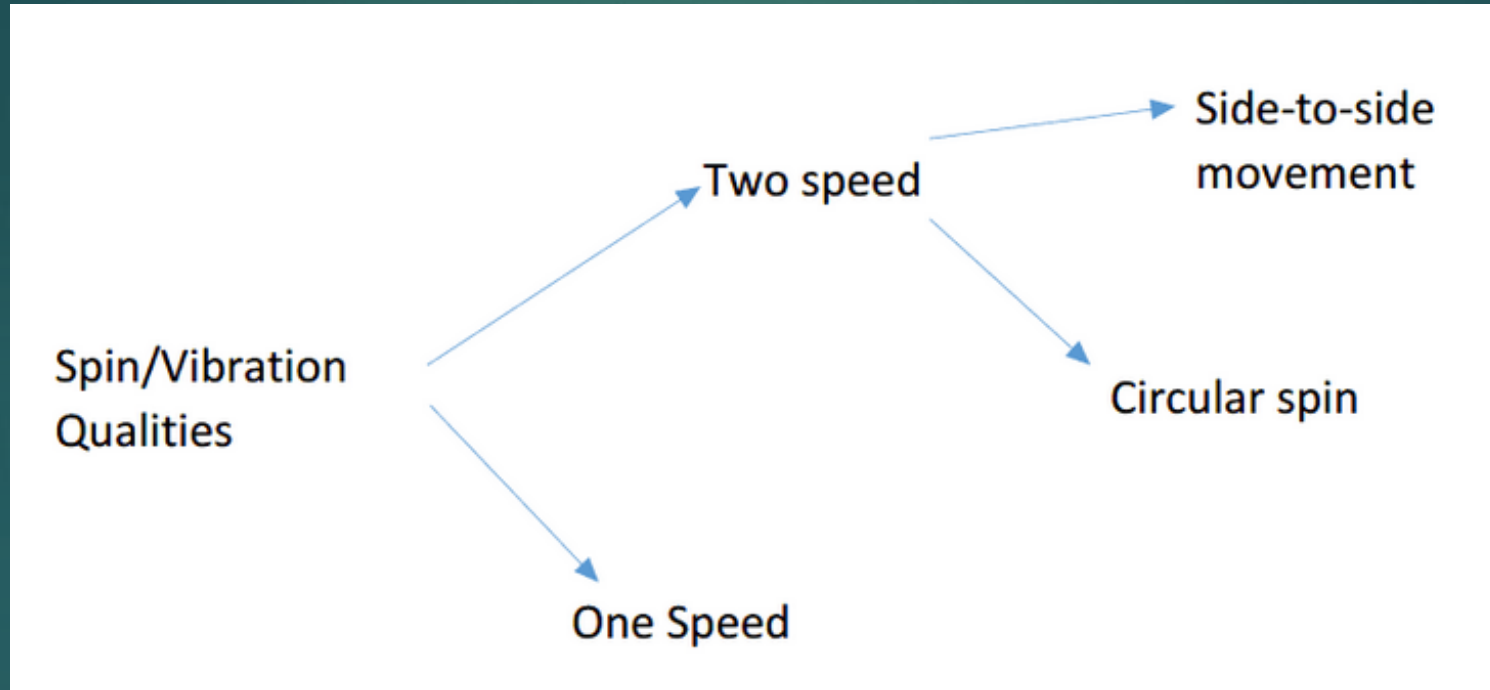 Side-to-side
movement
Two speed
Spin/Vibration
Qualities
Circular spin
One Speed